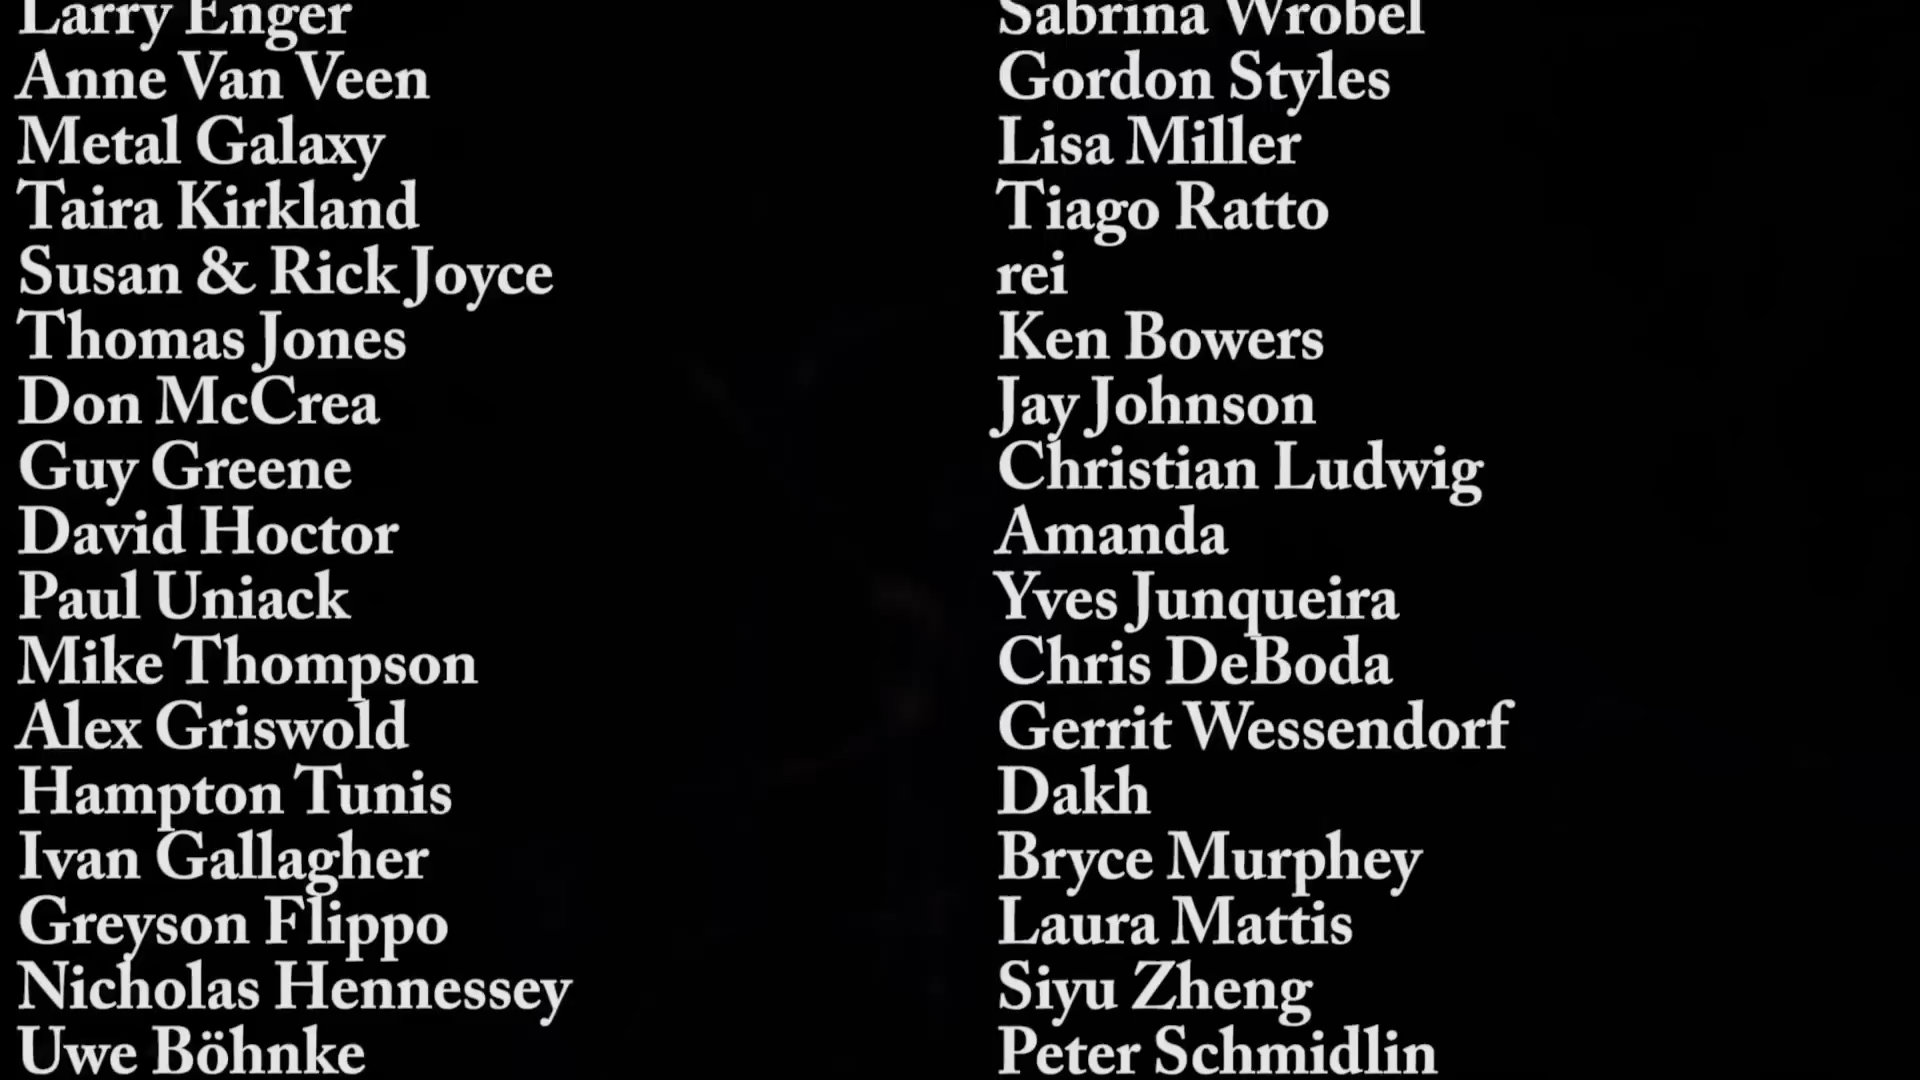 Larry Enger
Anne Van Veen
Metal Galaxy
Taira Kirkland
Susan & Rick Joyce
Thomas Jones
Don McCrea
Guy Greene
David Hoctor
Paul Uniack
Mike Thompson
Alex Griswold
Hampton Tunis
Ivan Gallagher
Greyson Flippo
Nicholas Hennessey
Uwe Böhnke
Sabrina Wrobel
Gordon Styles
Lisa Miller
Tiago Ratto
rei
Ken Bowers
Jay Johnson
Christian Ludwig
Amanda
Yves Junqueira
Chris DeBoda
Gerrit Wessendorf
Dakh
Bryce Murphey
Laura Mattis
Siyu Zheng
Peter Schmidlin